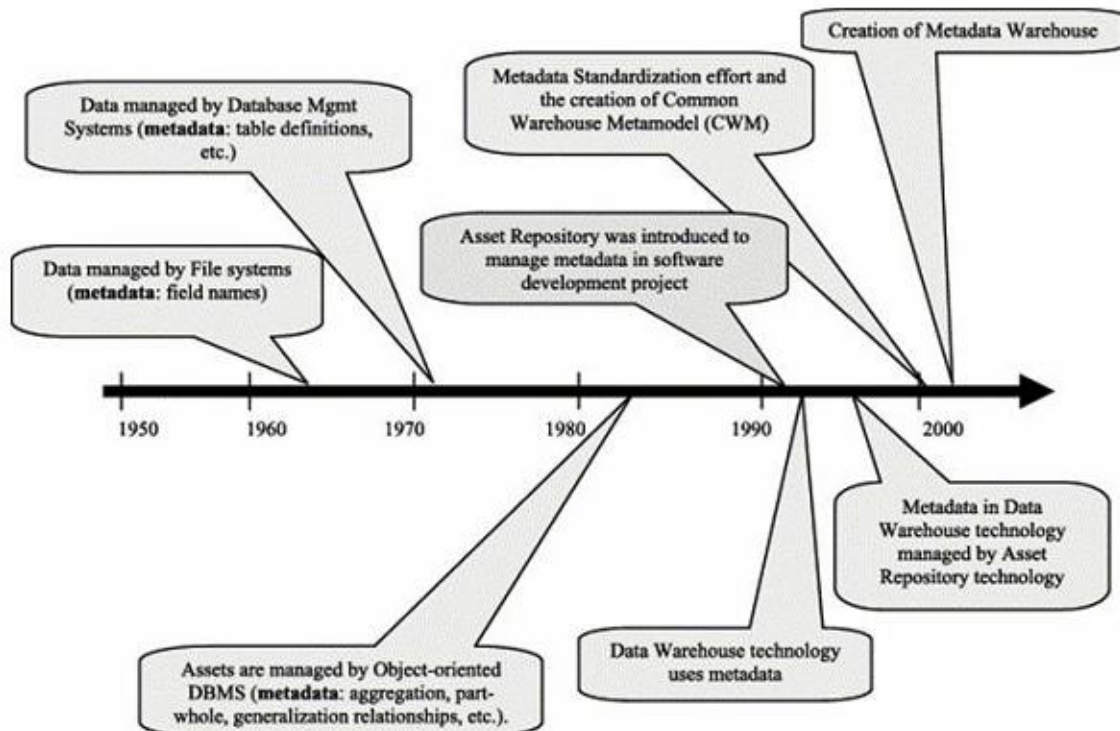 Creation of Metadata Warehouse
Metadata Standardization effort and
the creation of Common
Warehouse Metamodel (CWM)
Data managed by Database Mgmt
Systems (metadata: table definitions,
etc.)
Asset Repository was introduced to
manage metadata in software
development project
Data managed by File systems
(metadata: field names)
1950
1960
1970
1980
1990
2000
Metadata in Data
Warehouse technology
managed by Asset
Repository technology
Data Warehouse technology
uses metadata
Assets are managed by Object-oriented
DBMS (metadata: aggregation, part-
whole, generalization relationships, etc.).